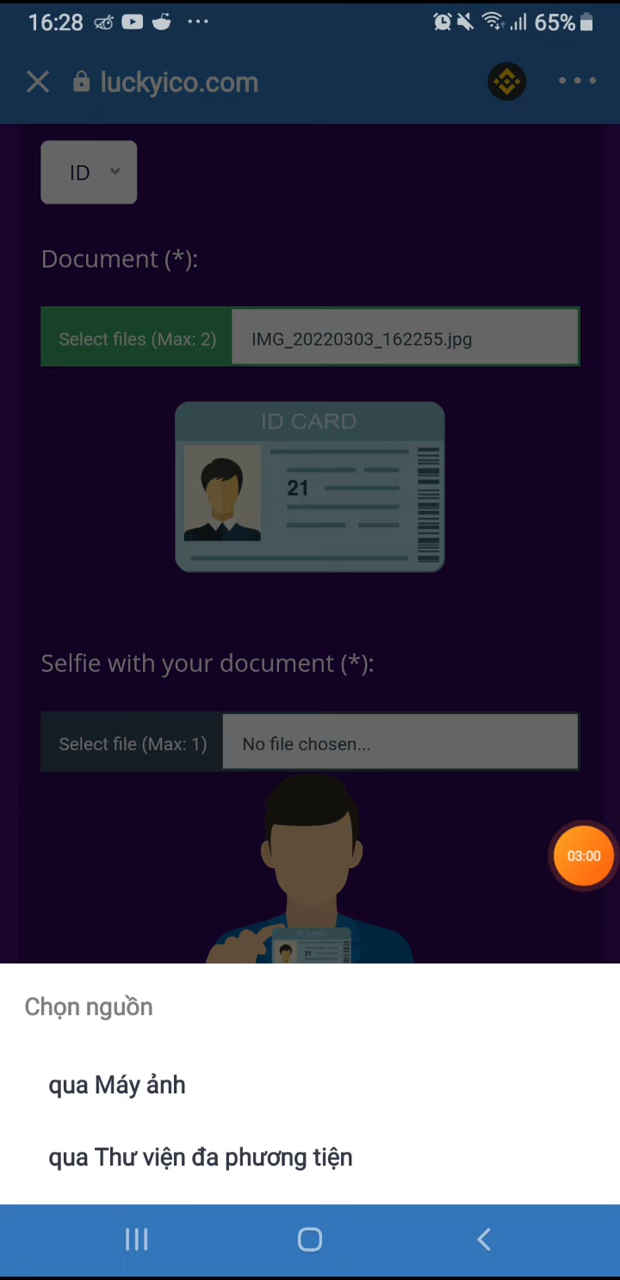 16:28
65%
luckyico.com
ID
Document (*):
Select files (Max: 2)
IMG_20220303_162255.jpg
ID CARD
21
Selfie with your document (*):
Select file (Max: 1)
No file chosen...
03:00
ID CARD
21
Chọn nguồn
qua Máy ảnh
qua Thư viện đa phương tiện